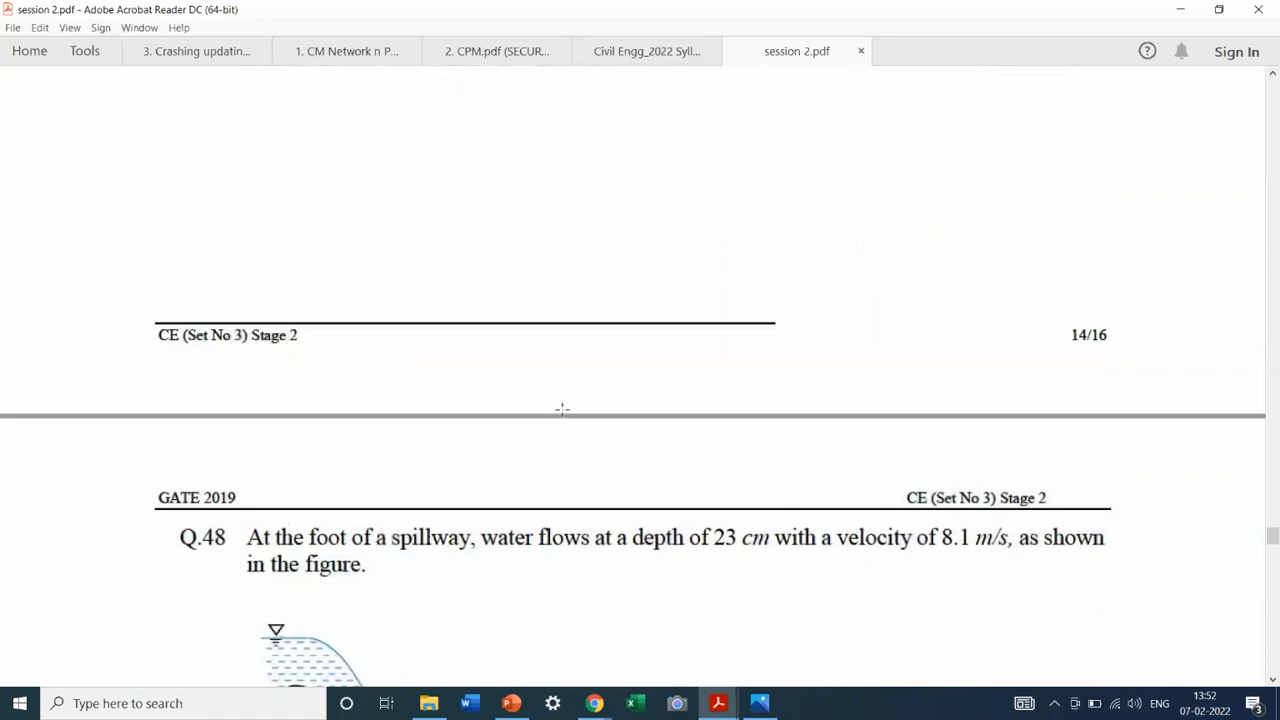 session 2.pdf - Adobe Acrobat Reader DC (64-bit)
File Edit View Sign Window Help
Home Tools 3. Crashing updatin... 1. CM Network n P... 2. CPM.pdf (SECUR... Civil Engg_2022 Syll... session 2.pdf × ? Sign In
CE (Set No 3) Stage 2 14/16
GATE 2019 CE (Set No 3) Stage 2
Q.48 At the foot of a spillway, water flows at a depth of 23 cm with a velocity of 8.1 m/s, as shown
in the figure.
Type here to search ENG 13:52
07-02-2022 3